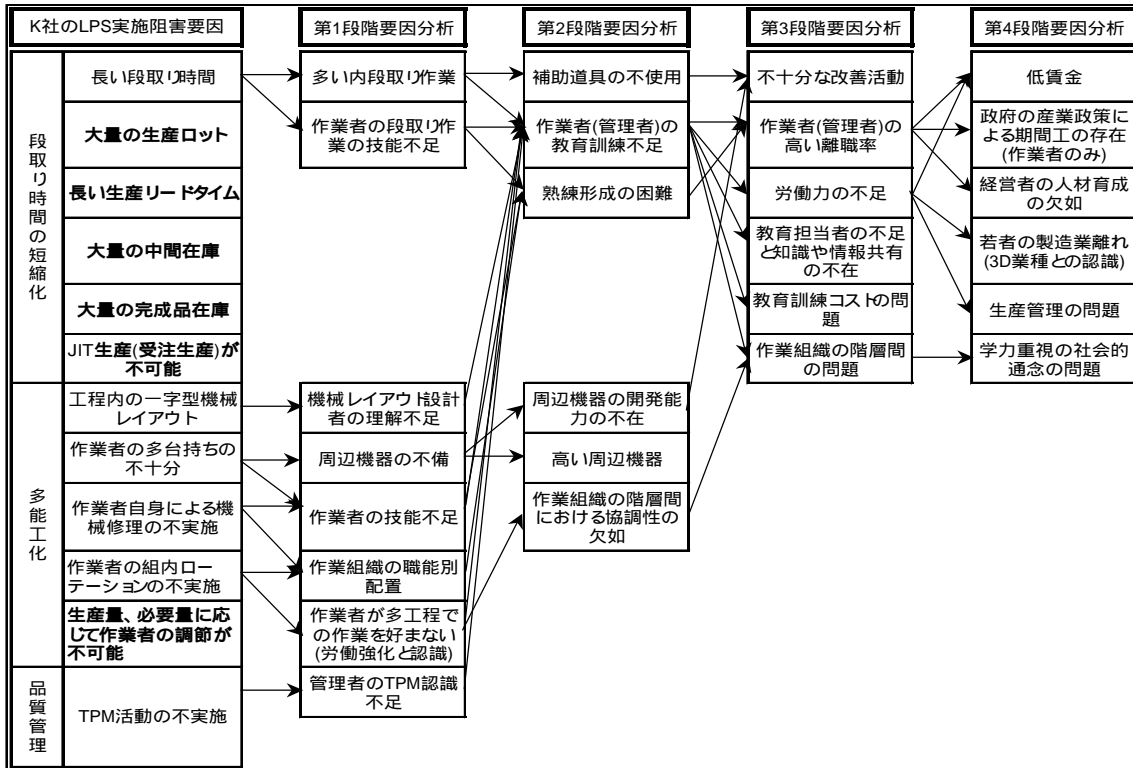 K社のLPS実施阻害要因
第1段階要因分析
第2段階要因分析
第3段階要因分析
第4段階要因分析
段取り時間の短縮化
長い段取り時間
大量の生産ロット
長い生産リードタイム
大量の中間在庫
大量の完成品在庫
JIT生産(受注生産)が
不可能
多能工化
工程内の一字型機械
レイアウト
作業者の多台持ちの
不十分
作業者自身による機
械修理の不実施
作業者の組内ロー
テーションの不実施
生産量、必要量に応
じて作業者の調節が
不可能
品質管理
TPM活動の不実施
多い内段取り作業
作業者の段取り作
業の技能不足
機械レイアウト設計
者の理解不足
周辺機器の不備
作業者の技能不足
作業組織の職能別
配置
作業者が多工程で
の作業を好まない
(労働強化と認識)
管理者のTPM認識
不足
補助道具の不使用
作業者(管理者)の
教育訓練不足
熟練形成の困難
周辺機器の開発能
力の不在
高い周辺機器
作業組織の階層間
における協調性の
欠如
不十分な改善活動
作業者(管理者)の
高い離職率
労働力の不足
教育担当者の不足
と知識や情報共有
の不在
教育訓練コストの問
題
作業組織の階層間
の問題
低賃金
政府の産業政策に
よる期間工の存在
(作業者のみ)
経営者の人材育成
の欠如
若者の製造業離れ
(3D業種との認識)
生産管理の問題
学力重視の社会的
通念の問題